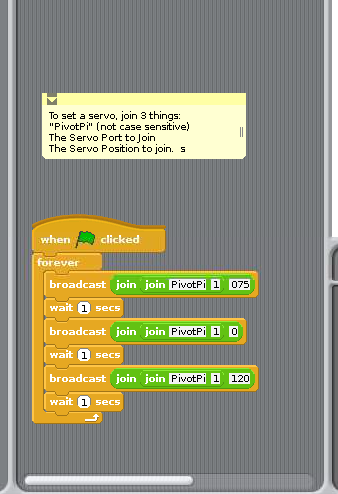 To set a servo, join 3 things:
"PivotPi" (not case sensitive)
The Servo Port to Join
The Servo Position to join. s
when clicked
forever
broadcast join join PivotPi 1 075
wait 1 secs
broadcast join join PivotPi 1 0
wait 1 secs
broadcast join join PivotPi 1 120
wait 1 secs